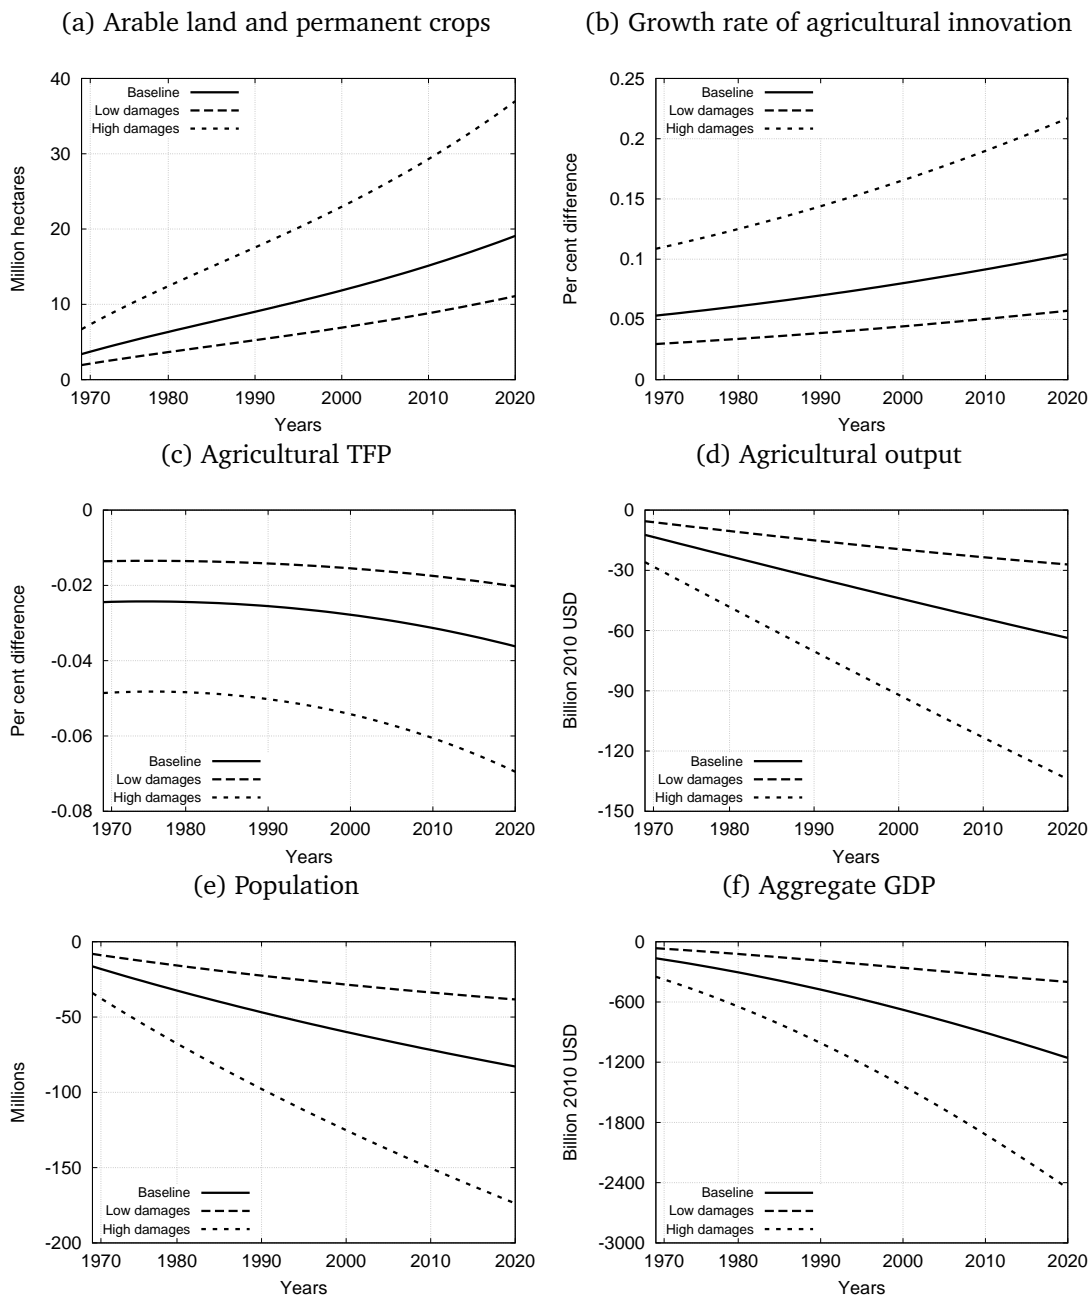 (a) Arable land and permanent crops
40
30
20
10
0
Million hectares
Baseline
Low damages
High damages
1970 1980 1990 2000 2010 2020
Years
(b) Growth rate of agricultural innovation
0.25
0.2
0.15
0.1
0.05
0
Per cent difference
Baseline
Low damages
High damages
1970 1980 1990 2000 2010 2020
Years
(c) Agricultural TFP
0
-0.02
-0.04
-0.06
-0.08
Per cent difference
Baseline
Low damages
High damages
1970 1980 1990 2000 2010 2020
Years
(d) Agricultural output
0
-30
-60
-90
-120
-150
Billion 2010 USD
Baseline
Low damages
High damages
1970 1980 1990 2000 2010 2020
Years
(e) Population
0
-50
-100
-150
-200
Millions
Baseline
Low damages
High damages
1970 1980 1990 2000 2010 2020
Years
(f) Aggregate GDP
0
-600
-1200
-1800
-2400
-3000
Billion 2010 USD
Baseline
Low damages
High damages
1970 1980 1990 2000 2010 2020
Years